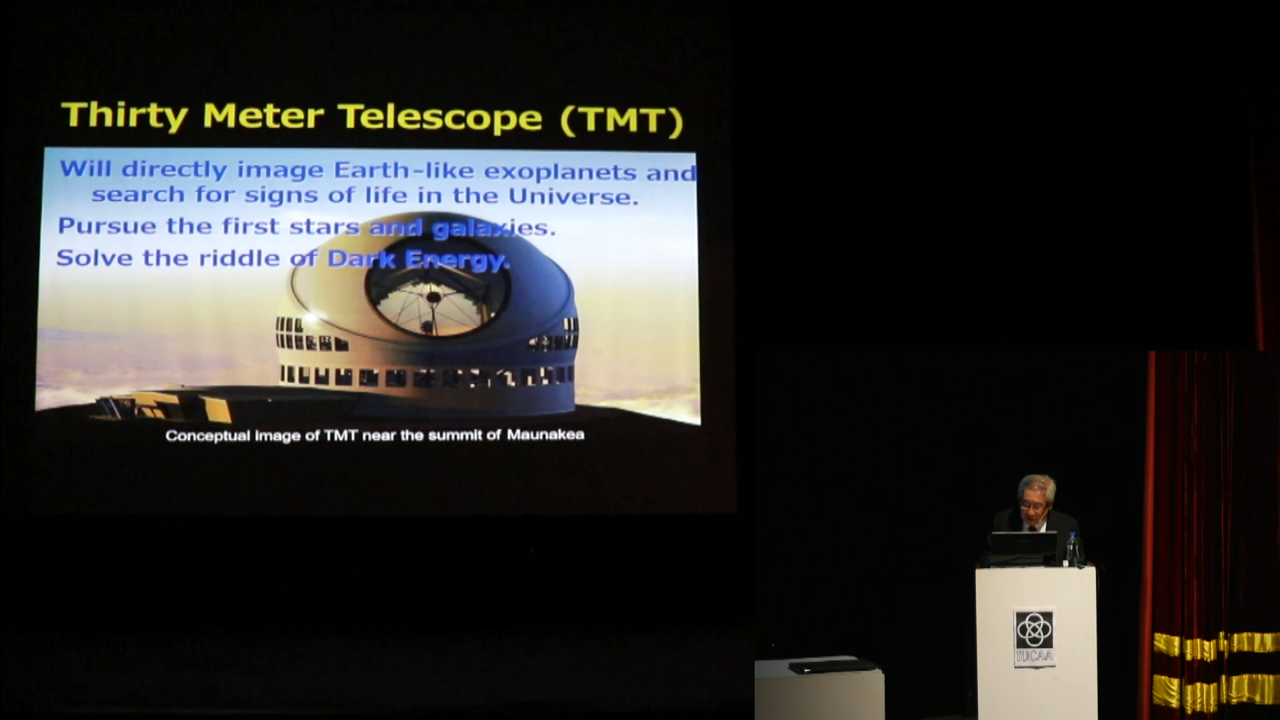 Thirty Meter Telescope (TMT)
Will directly image Earth-like exoplanets and
search for signs of life in the Universe.
Pursue the first stars and galaxies.
Solve the riddle of Dark Energy.
Conceptual image of TMT near the summit of Maunakea
IUCAA